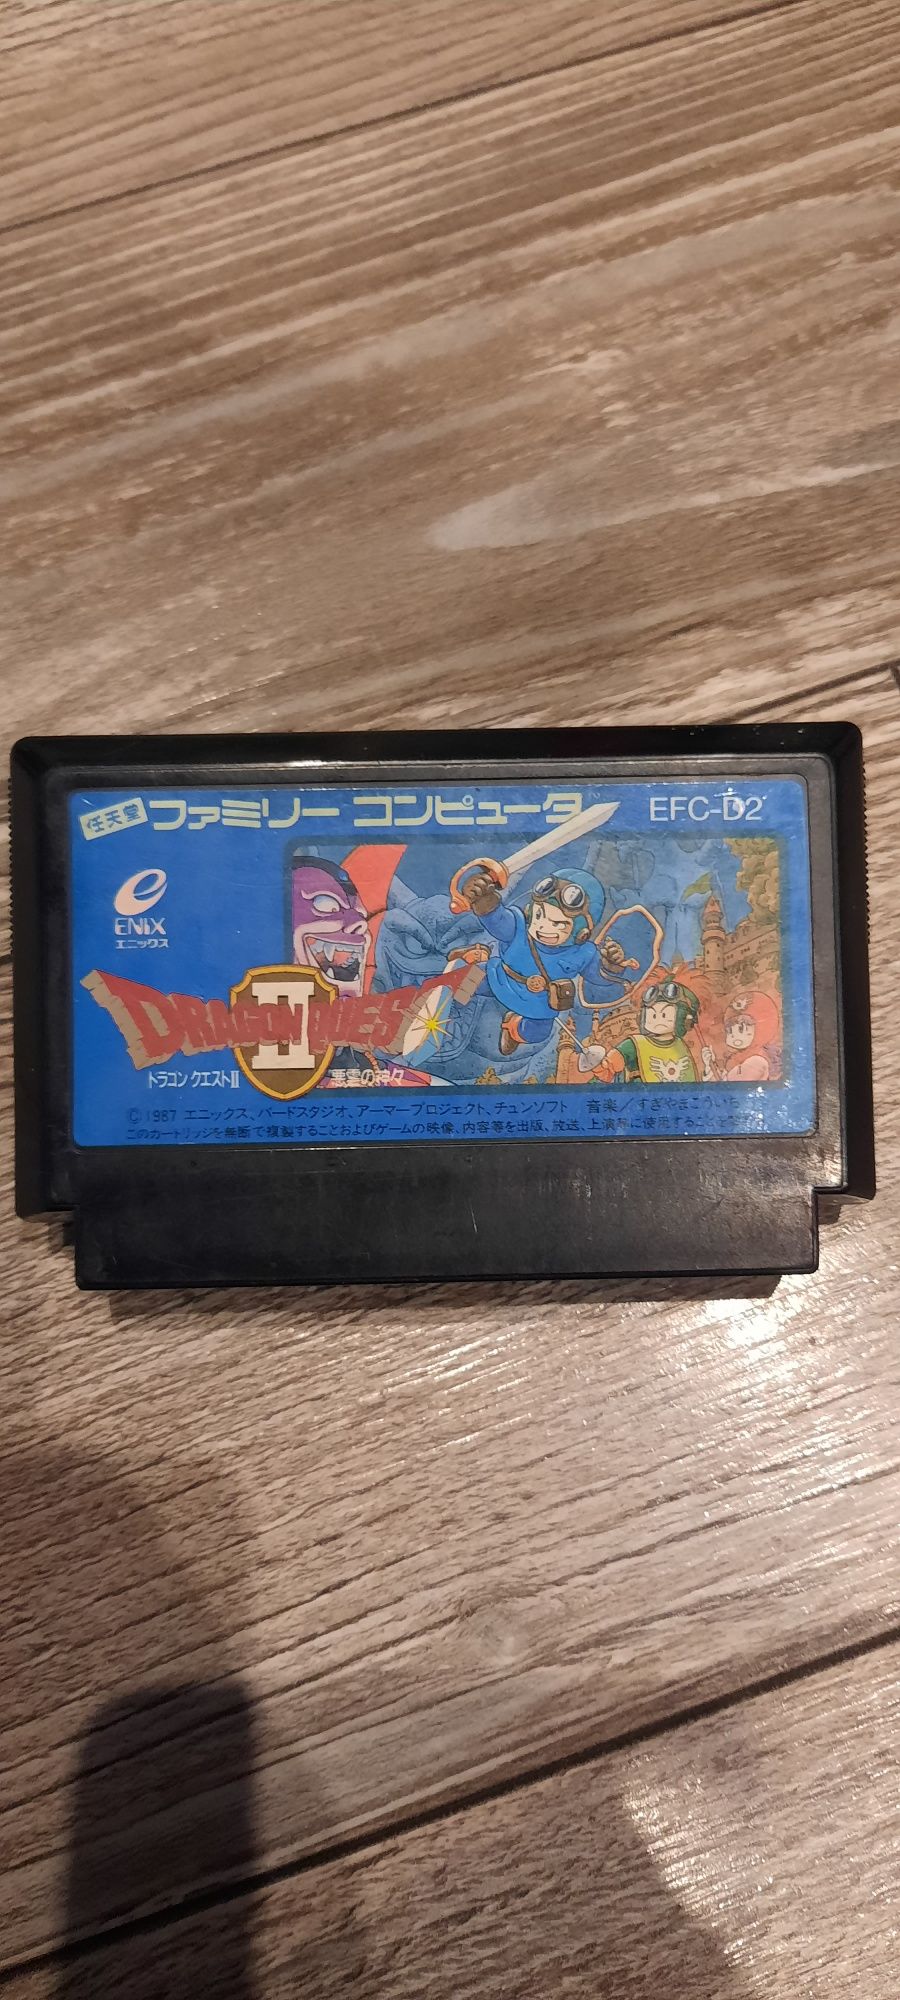 任天堂 ファミリー コンピュータ EFC-D2
ENIX
エニックス
DRAGON QUEST
II
ドラゴンクエストII 悪霊の神々
©1987 エニックス、バードスタジオ、アーマープロジェクト、チュンソフト 音楽/すぎやまこういち
このカートリッジを無断で複製することおよびゲームの映像、内容等を出版、放送、上演等に使用することを